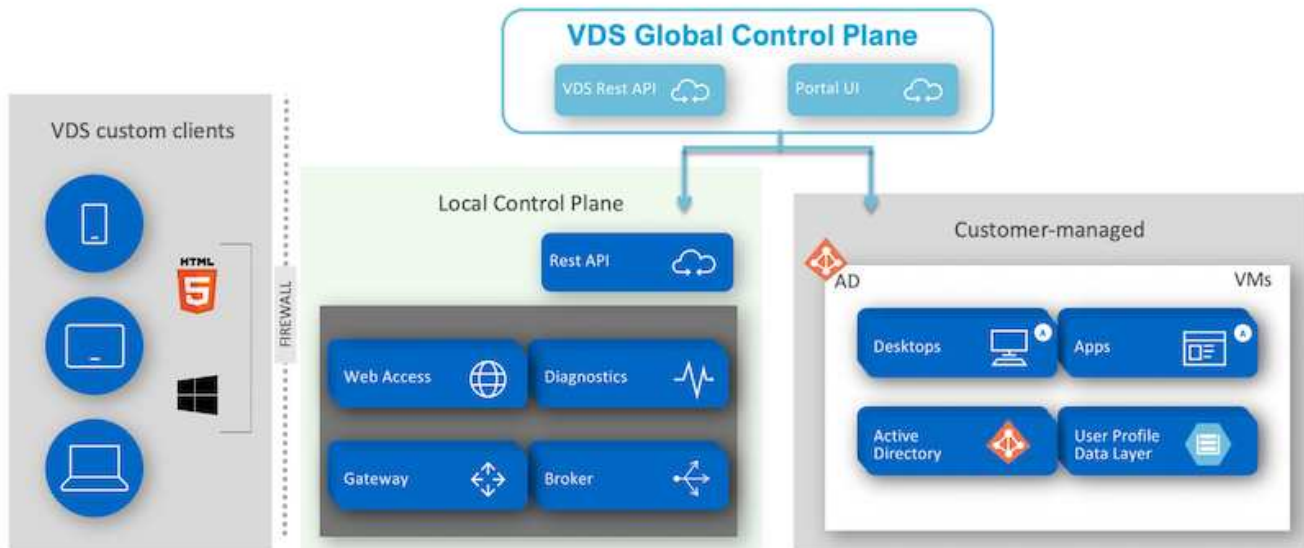 VDS Global Control Plane
VDS Rest API
Portal UI
VDS custom clients
HTML
5
FIREWALL
Local Control Plane
Rest API
Web Access
Diagnostics
Gateway
Broker
Customer-managed
AD
VMs
Desktops
A
Apps
A
Active
Directory
User Profile
Data Layer